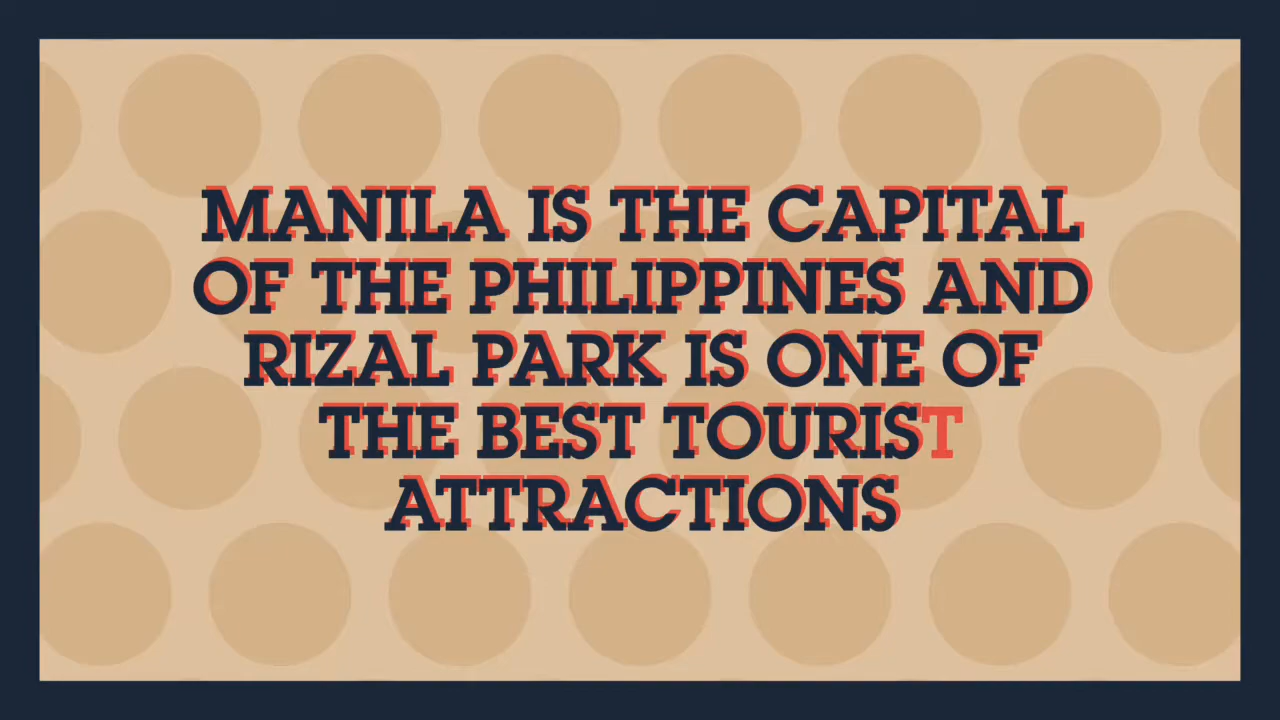 MANILA IS THE CAPITAL
OF THE PHILIPPINES AND
RIZAL PARK IS ONE OF
THE BEST TOURIST
ATTRACTIONS